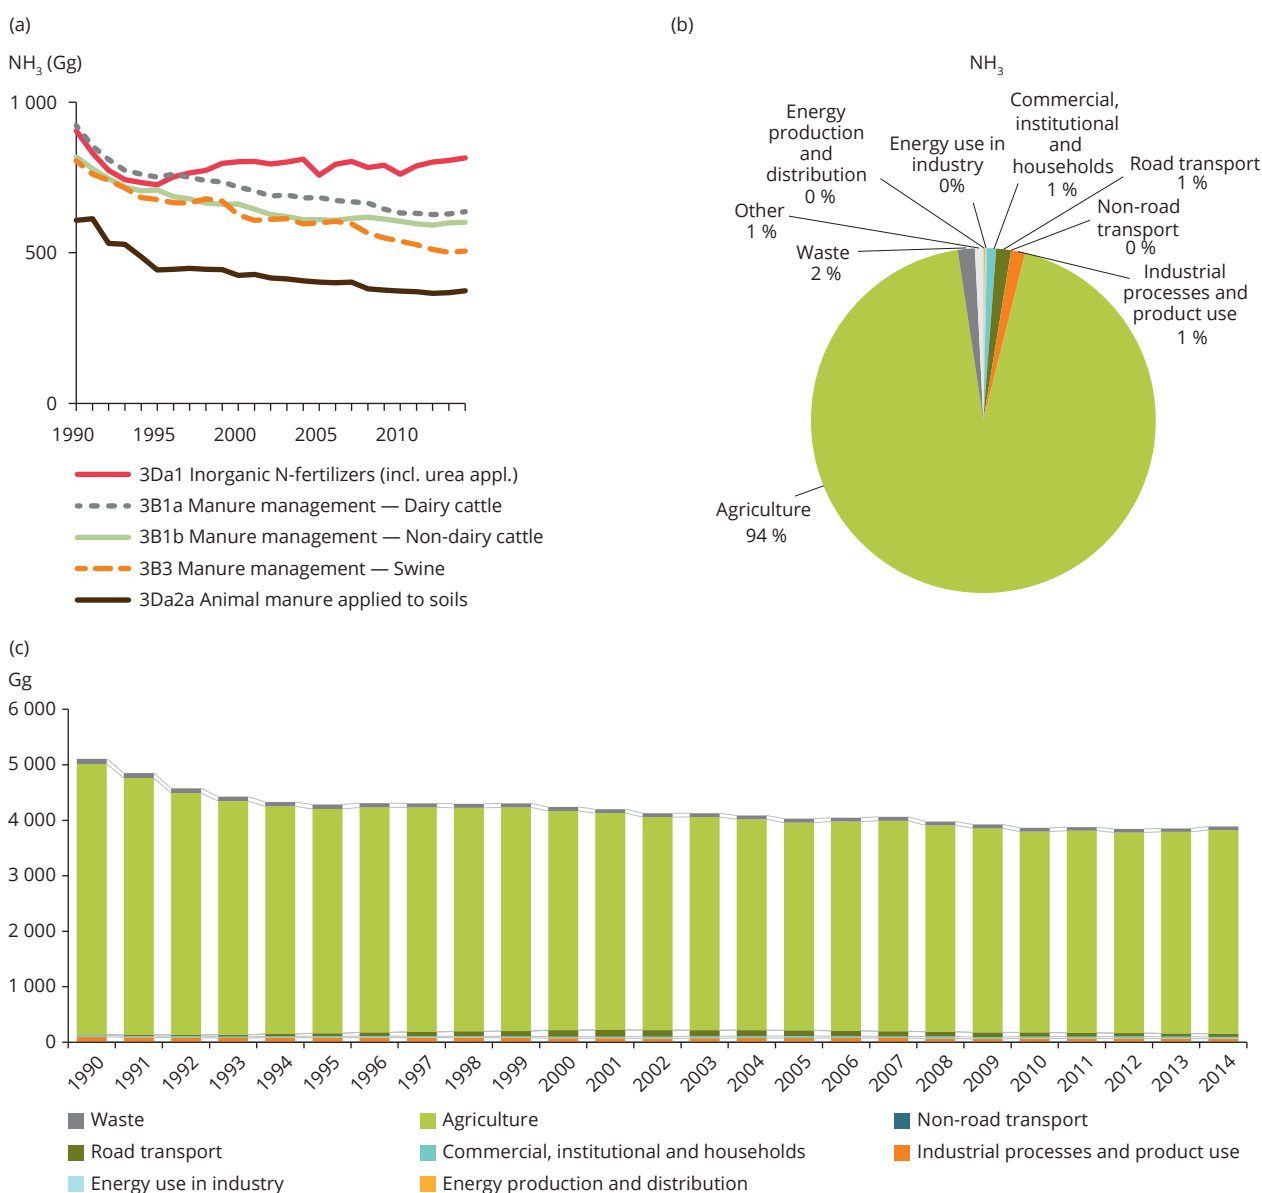 (a)
NH3 (Gg)
1 000
500
0
1990 1995 2000 2005 2010
3Da1 Inorganic N-fertilizers (incl. urea appl.)
3B1a Manure management — Dairy cattle
3B1b Manure management — Non-dairy cattle
3B3 Manure management — Swine
3Da2a Animal manure applied to soils
(b)
NH3
Energy
production
and
distribution
0 %
Energy use in
industry
0%
Commercial,
institutional
and
households
1 %
Road transport
1 %
Non-road
transport
0 %
Industrial
processes and
product use
1 %
Other
1 %
Waste
2 %
Agriculture
94 %
(c)
Gg
6 000
5 000
4 000
3 000
2 000
1 000
0
1990 1991 1992 1993 1994 1995 1996 1997 1998 1999 2000 2001 2002 2003 2004 2005 2006 2007 2008 2009 2010 2011 2012 2013 2014
Waste Agriculture Non-road transport
Road transport Commercial, institutional and households Industrial processes and product use
Energy use in industry Energy production and distribution